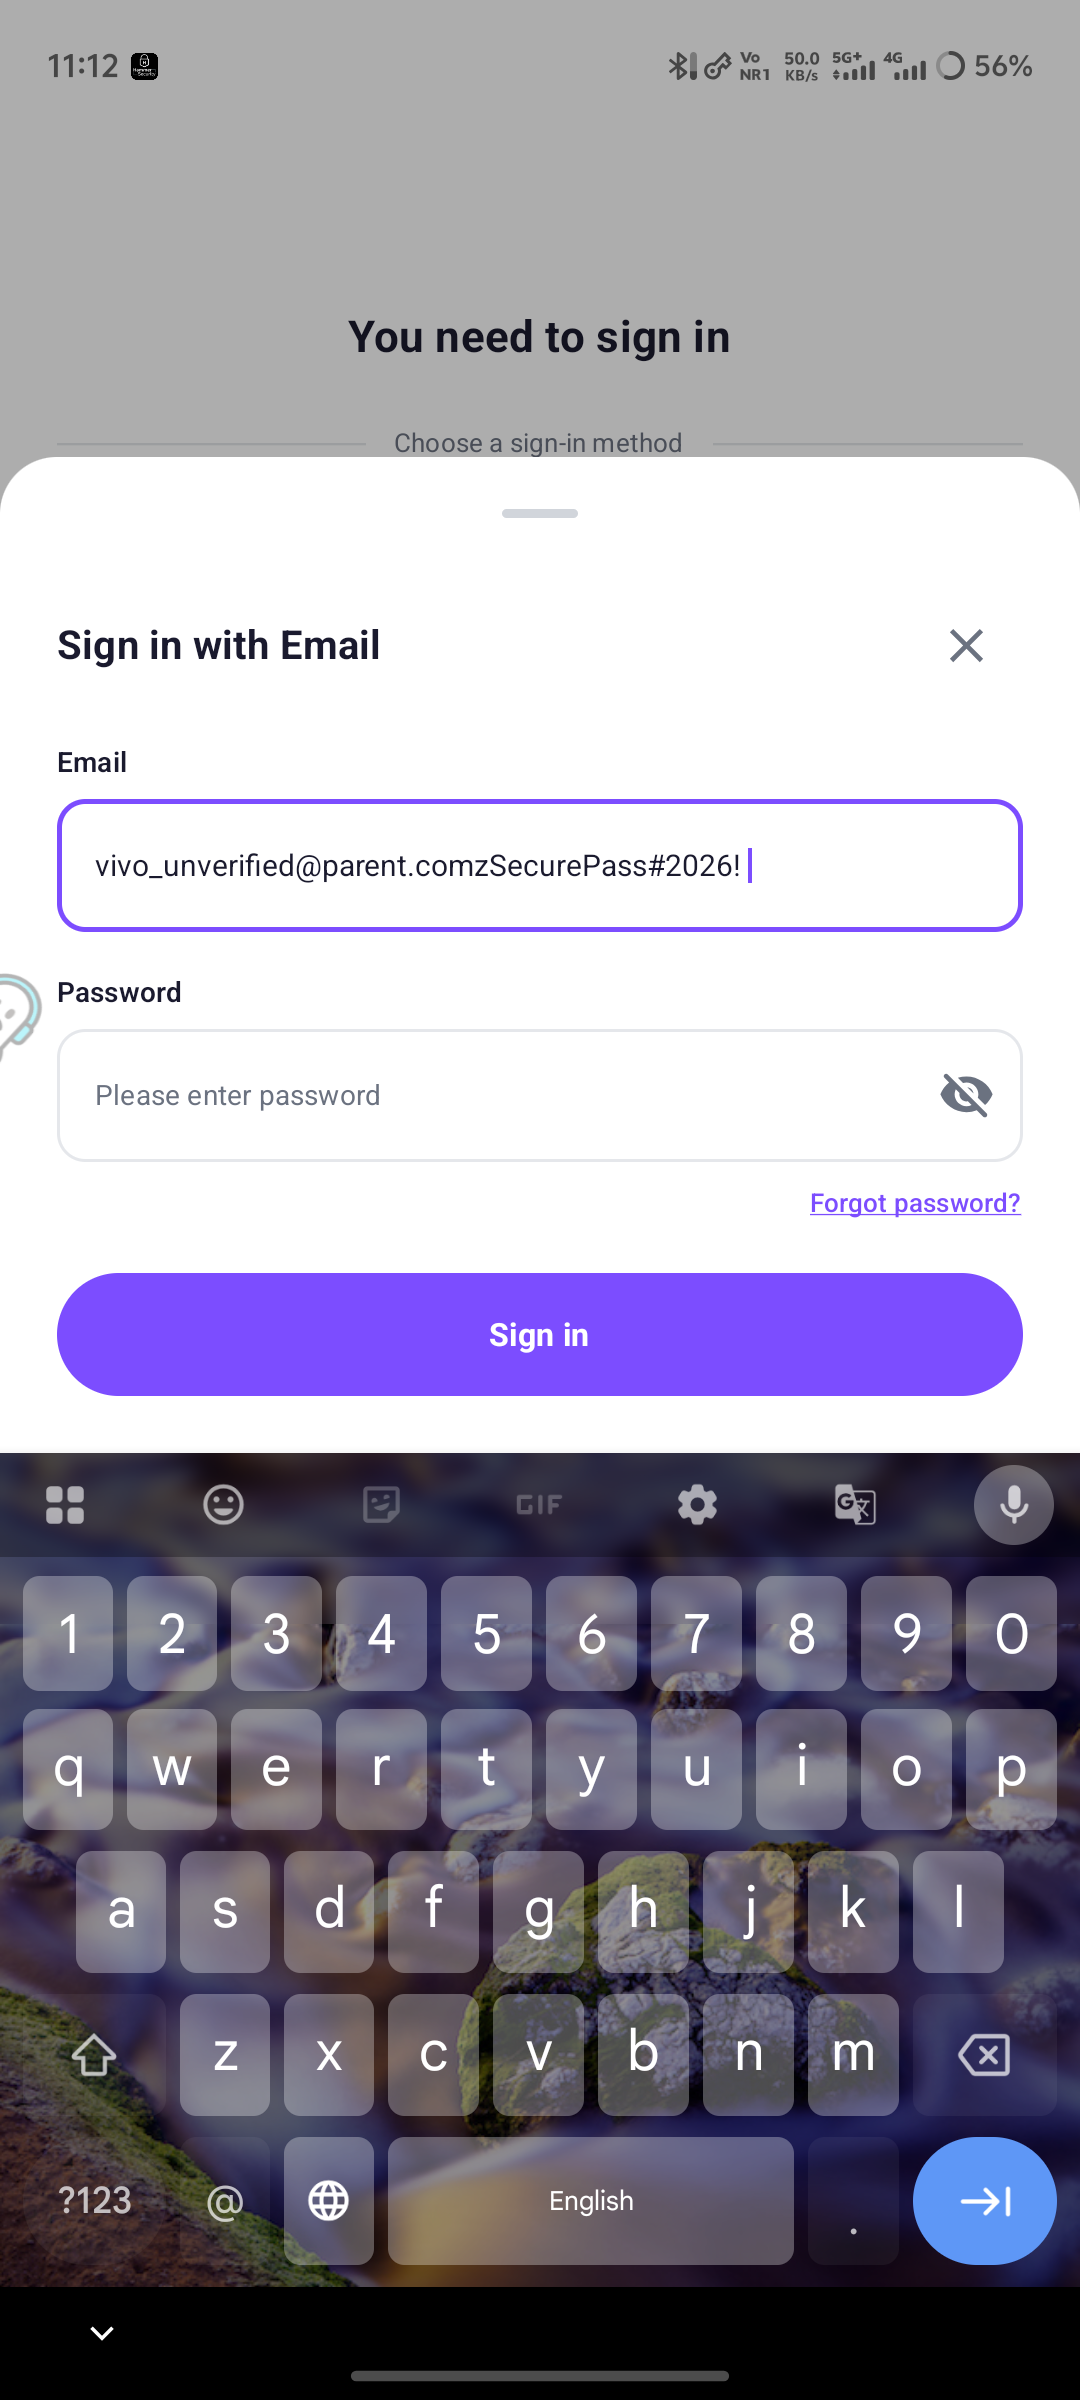 11:12
Vo NR1 50.0 KB/s 5G+ 4G 56%
You need to sign in
Choose a sign-in method
Sign in with Email
Email
vivo_unverified@parent.comzSecurePass#2026!
Password
Please enter password
Forgot password?
Sign in
GIF
1 2 3 4 5 6 7 8 9 0
q w e r t y u i o p
a s d f g h j k l
z x c v b n m
?123 @ English .